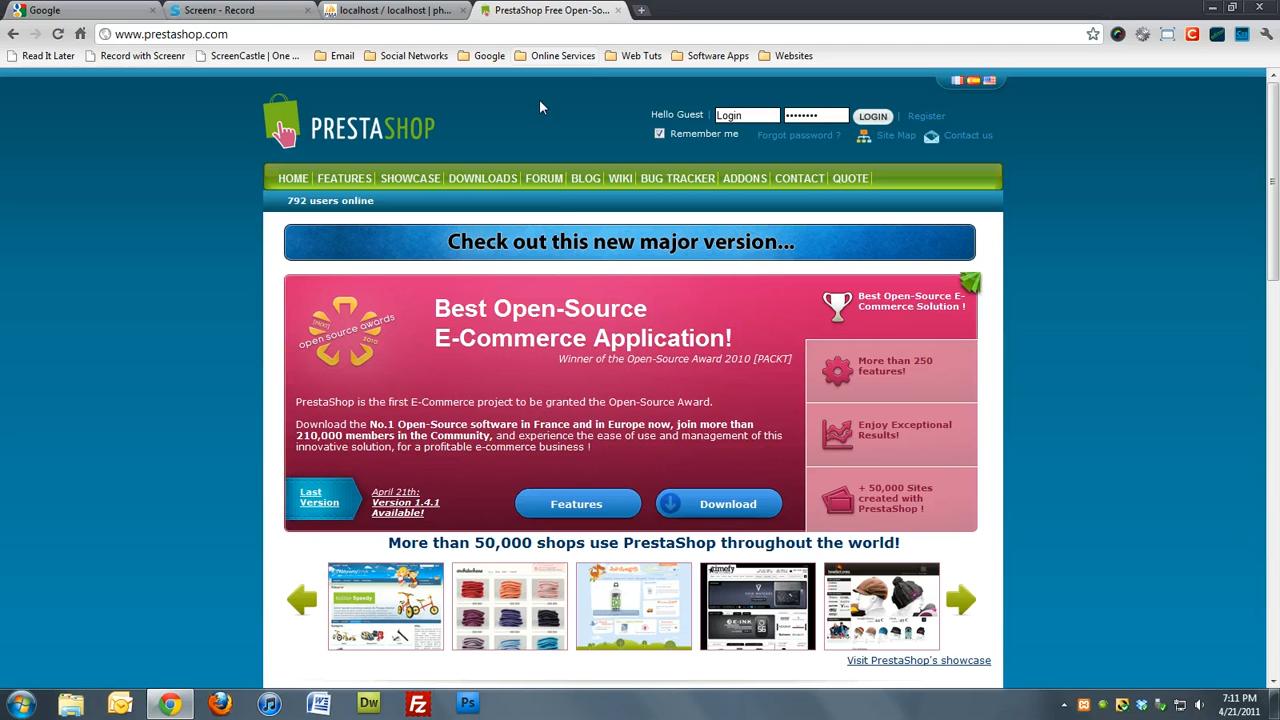 Google
Screenr - Record
localhost / localhost | ph...
PrestaShop Free Open-So...
www.prestashop.com
Read It Later
Record with Screenr
ScreenCastle | One ...
Email
Social Networks
Google
Online Services
Web Tuts
Software Apps
Websites
PRESTASHOP
Hello Guest |
Login
••••••••
LOGIN
| Register
Remember me
Forgot password ?
Site Map
Contact us
HOME | FEATURES | SHOWCASE | DOWNLOADS | FORUM | BLOG | WIKI | BUG TRACKER | ADDONS | CONTACT | QUOTE |
792 users online
Check out this new major version...
[PACKT]
open source awards
2010
Best Open-Source
E-Commerce Application!
Winner of the Open-Source Award 2010 [PACKT]
PrestaShop is the first E-Commerce project to be granted the Open-Source Award.
Download the No.1 Open-Source software in France and in Europe now, join more than
210,000 members in the Community, and experience the ease of use and management of this
innovative solution, for a profitable e-commerce business !
Last
Version
April 21th:
Version 1.4.1
Available!
Features
Download
Best Open-Source E-
Commerce Solution !
More than 250
features!
Enjoy Exceptional
Results!
+ 50,000 Sites
created with
PrestaShop !
More than 50,000 shops use PrestaShop throughout the world!
Visit PrestaShop's showcase
Dw
Fz
Ps
7:11 PM
4/21/2011